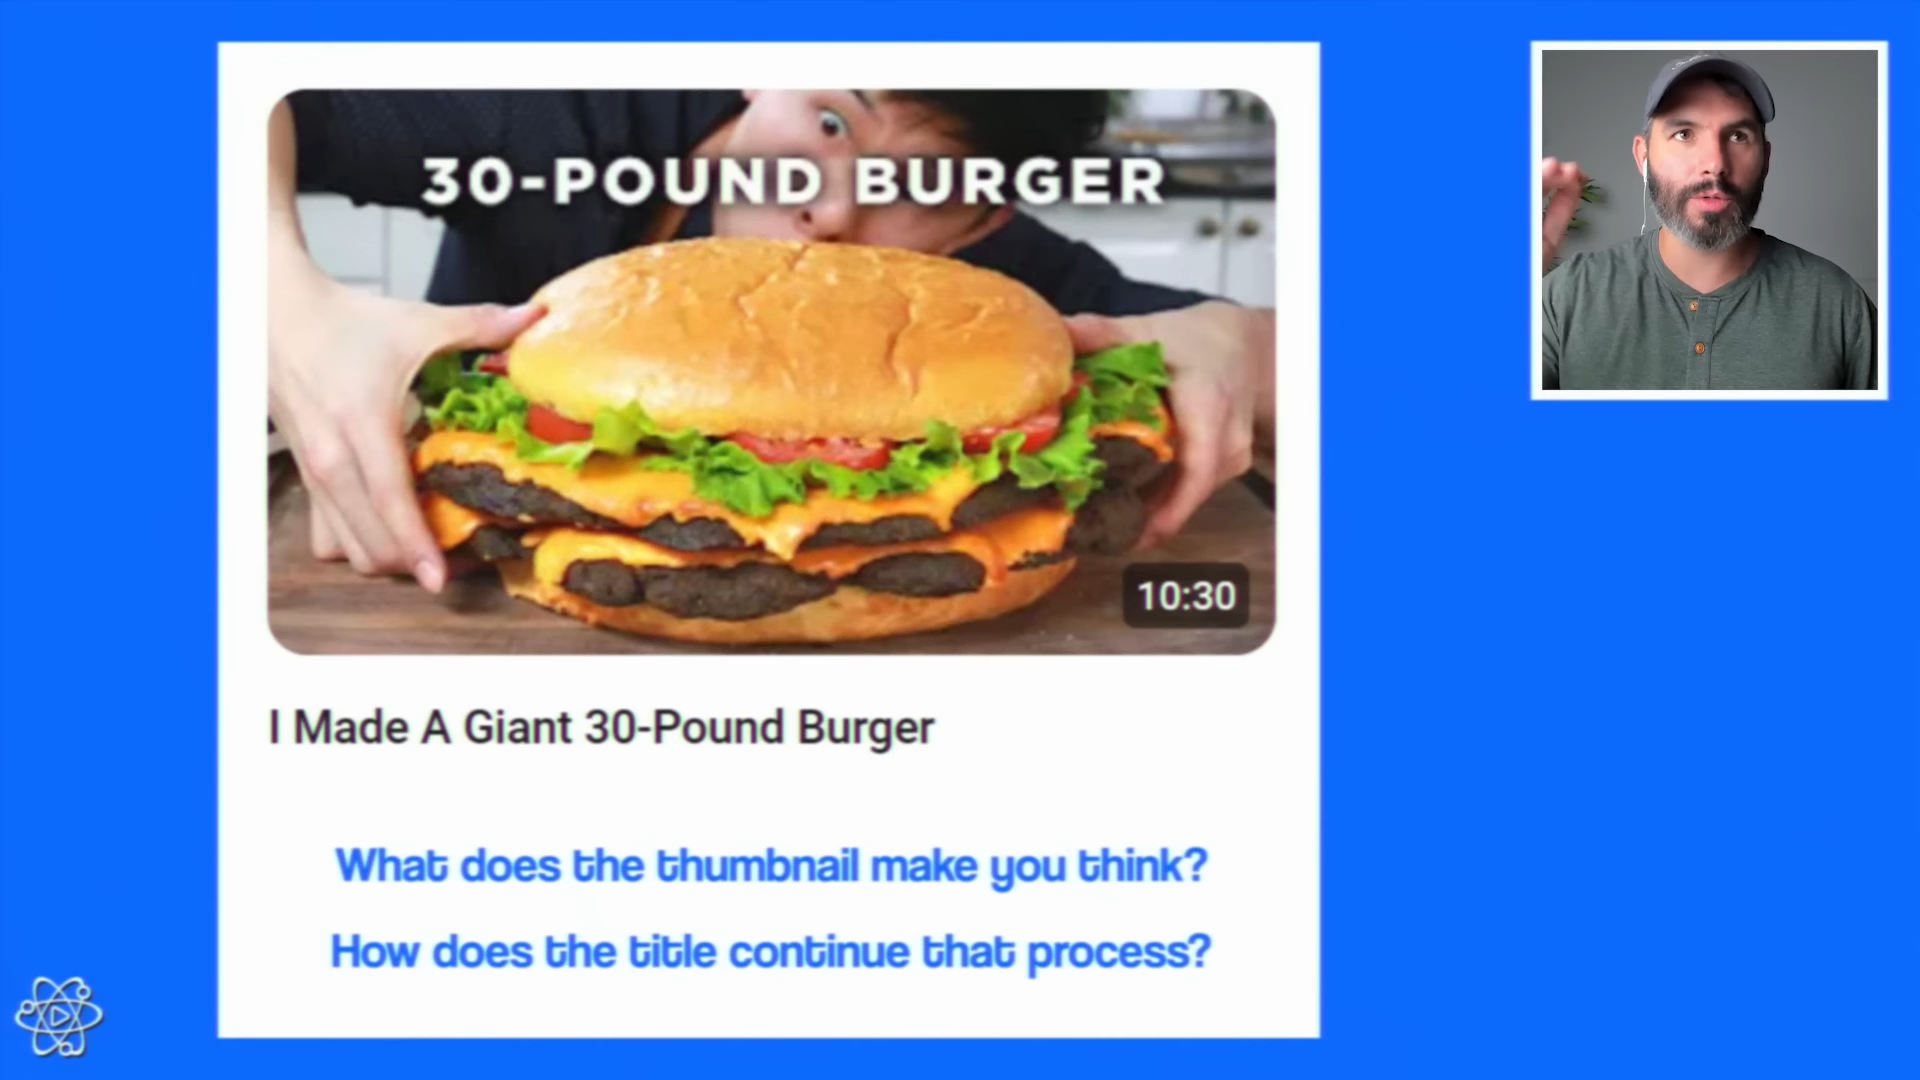 30-POUND BURGER
10:30
I Made A Giant 30-Pound Burger
What does the thumbnail make you think?
How does the title continue that process?